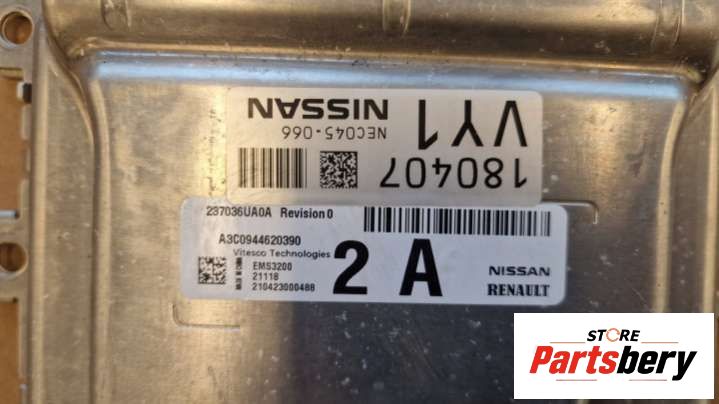 NISSAN
NEC045-066
VY1
180407
237036UA0A Revision 0
A3C0944620390
Vitesco Technologies
EMS3200
21118
210423000488
2 A
NISSAN
RENAULT
STORE
Partsbery